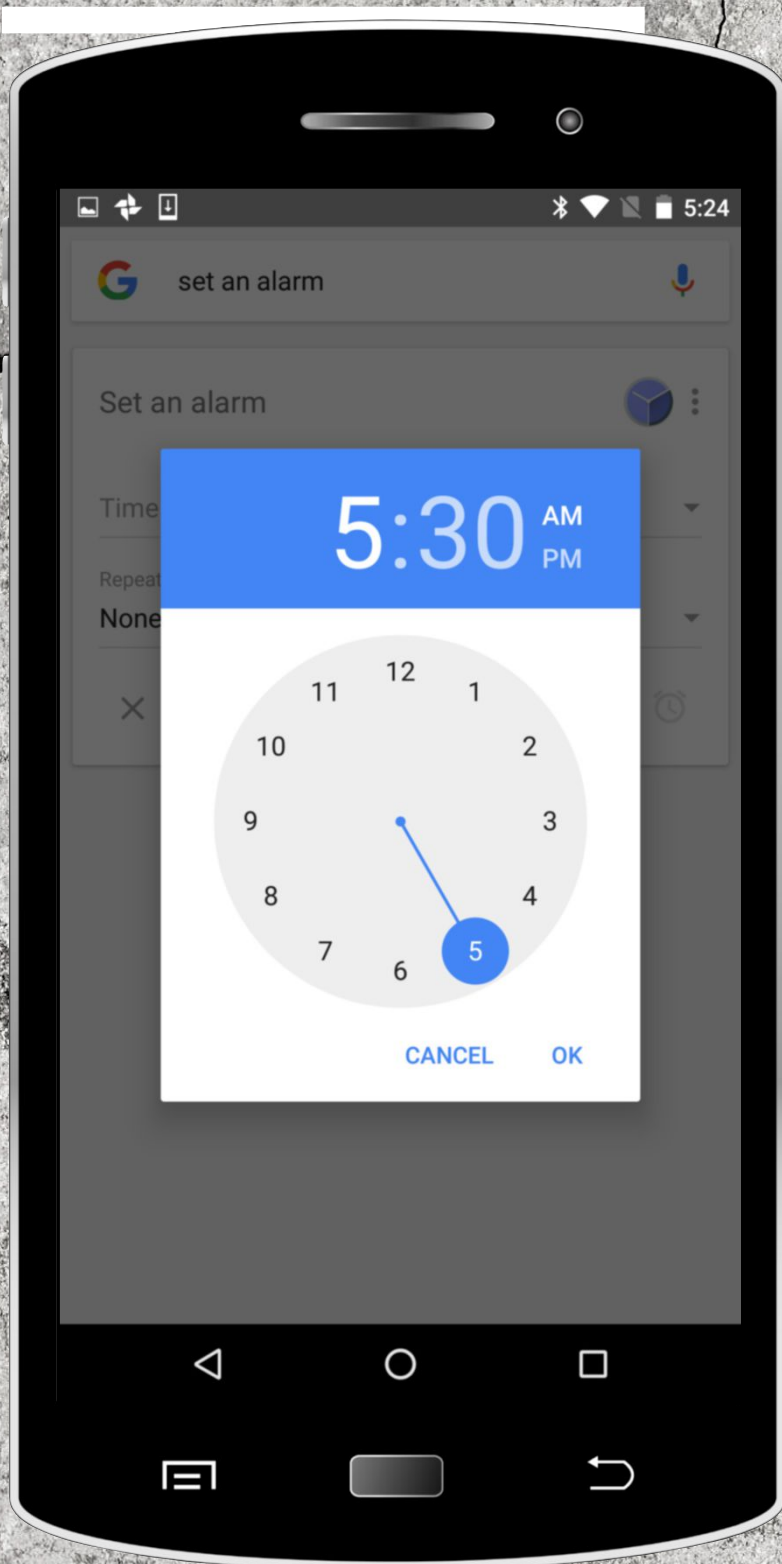 5:24
set an alarm
Set an alarm
Time
5:30 AM
PM
Repeat
None
12
11 1
10 2
9 3
8 4
7 5
6
CANCEL OK